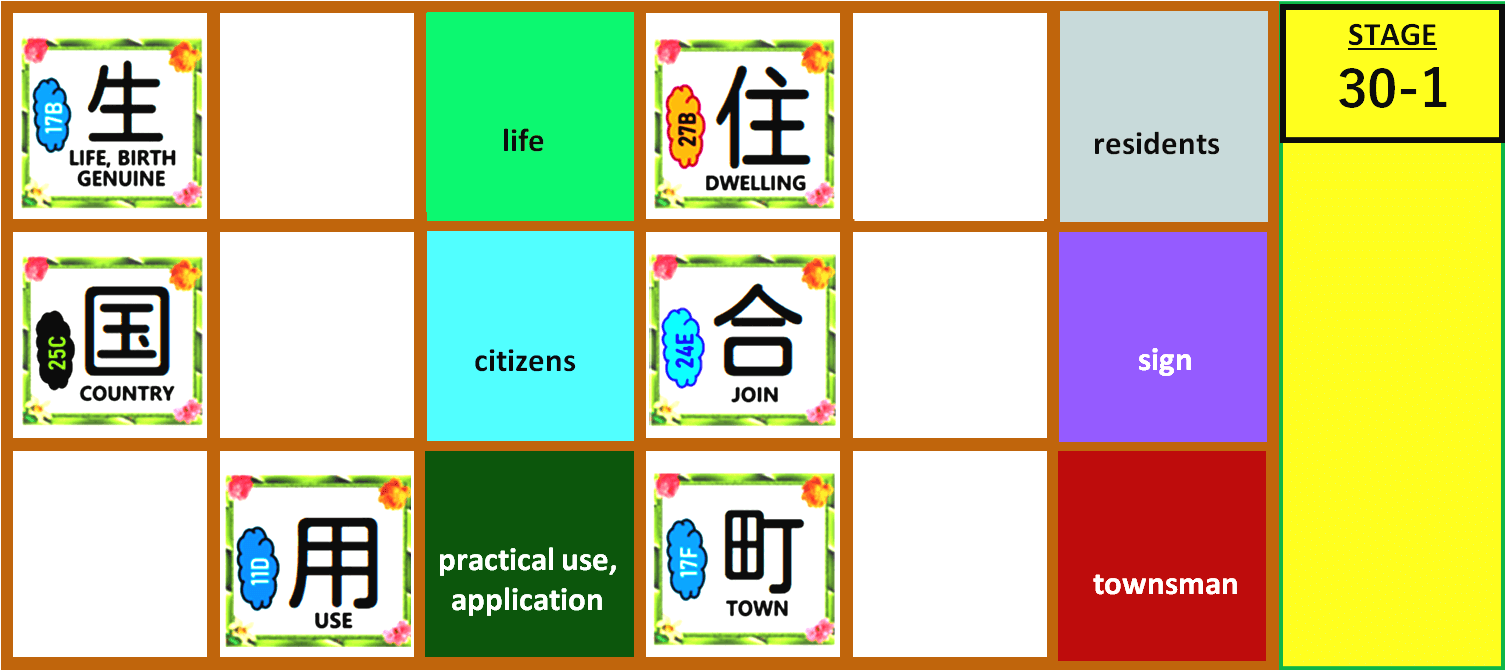 17B
生
LIFE, BIRTH
GENUINE
life
27B
住
DWELLING
residents
STAGE
30-1
25C
国
COUNTRY
citizens
24E
合
JOIN
sign
11D
用
USE
practical use,
application
17F
町
TOWN
townsman